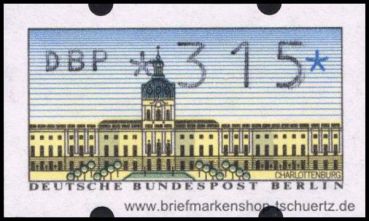 DBP *315*
CHARLOTTENBURG
DEUTSCHE BUNDESPOST BERLIN
www.briefmarkenshop-tschuertz.de